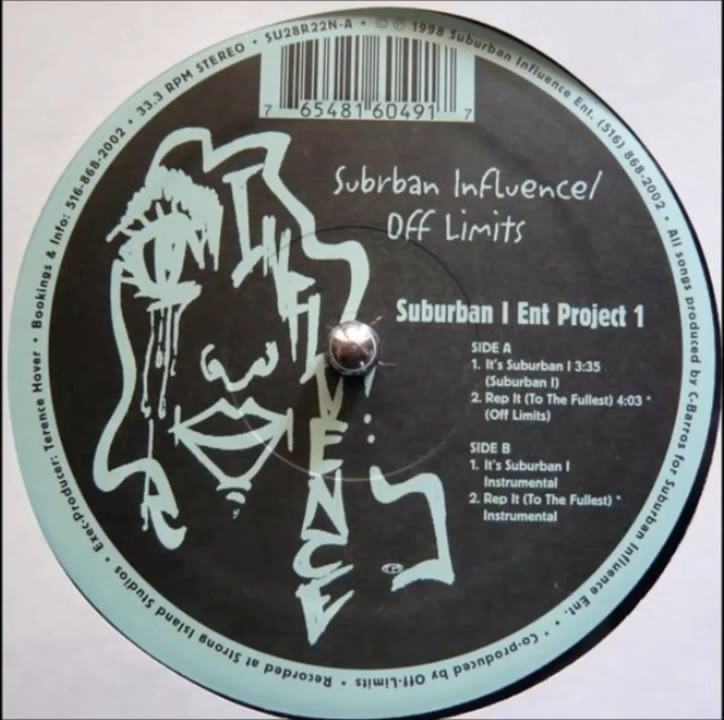 Bookings & Info: 516-868-2002 • 33.3 RPM STEREO • SU28R22N-A • © ℗ 1998 Suburban Influence Ent. (516) 868-2002 • All songs produced by C-Barros for Suburban Influence Ent. • *Co-produced by Off-Limits • Recorded at Strong Island Studios • Exec-Producer: Terence Hover •
7 65481 60491 7
Subrban Influence/
Off Limits
Suburban I Ent Project 1
SIDE A
1. It's Suburban I 3:35
(Suburban I)
2. Rep It (To The Fullest) 4:03 *
(Off Limits)
SIDE B
1. It's Suburban I
Instrumental
2. Rep It (To The Fullest) *
Instrumental
INFLUENCE